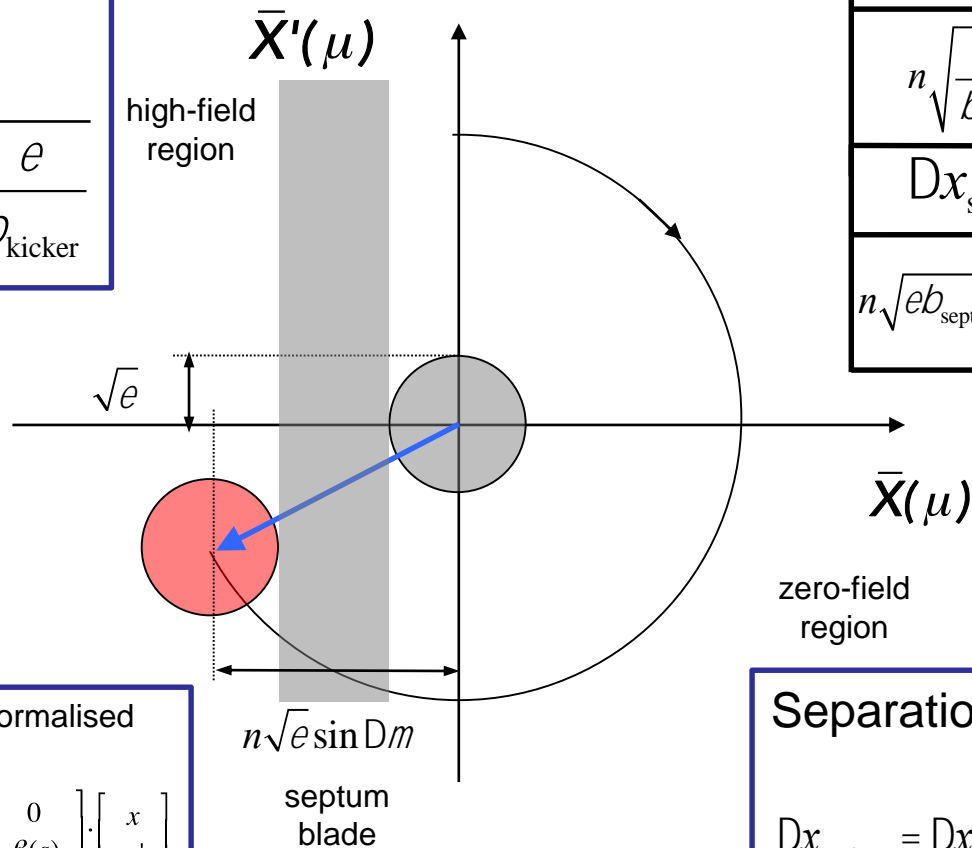 X̄'(μ)
high-field
region
e
kicker
n√
Dx
n√eb
√e
X̄(μ)
zero-field
region
n√e sin Dm
septum
blade
ormalised
0
x
Separatio
Dx = Dx